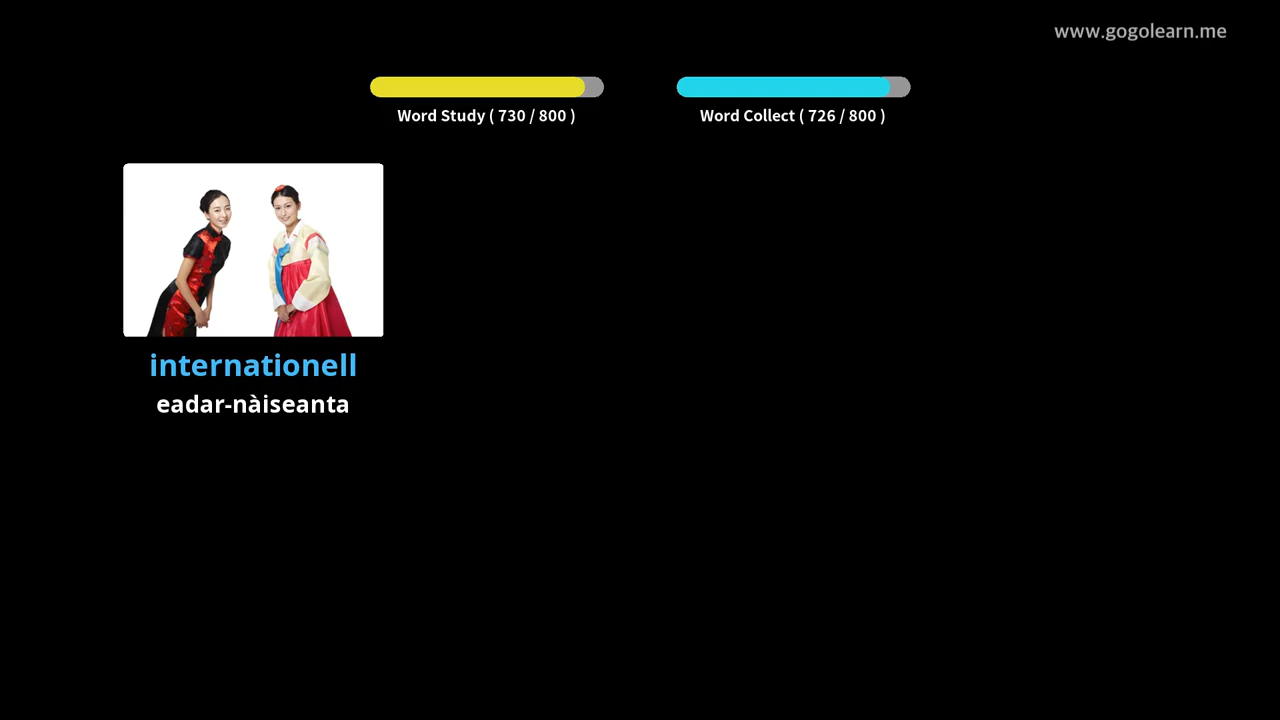 www.gogolearn.me
Word Study ( 730 / 800 )
Word Collect ( 726 / 800 )
internationell
eadar-nàiseanta